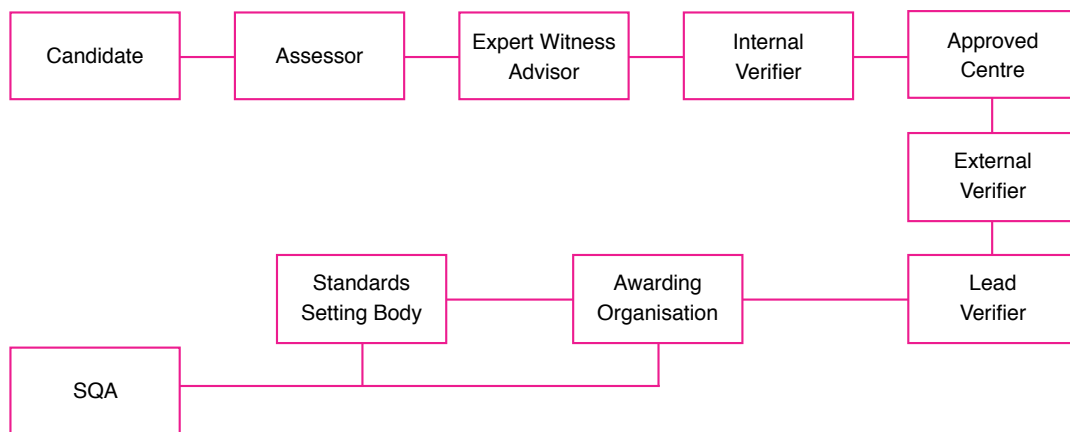 Candidate
Assessor
Expert Witness
Advisor
Internal
Verifier
Approved
Centre
External
Verifier
Lead
Verifier
Awarding
Organisation
Standards
Setting Body
SQA